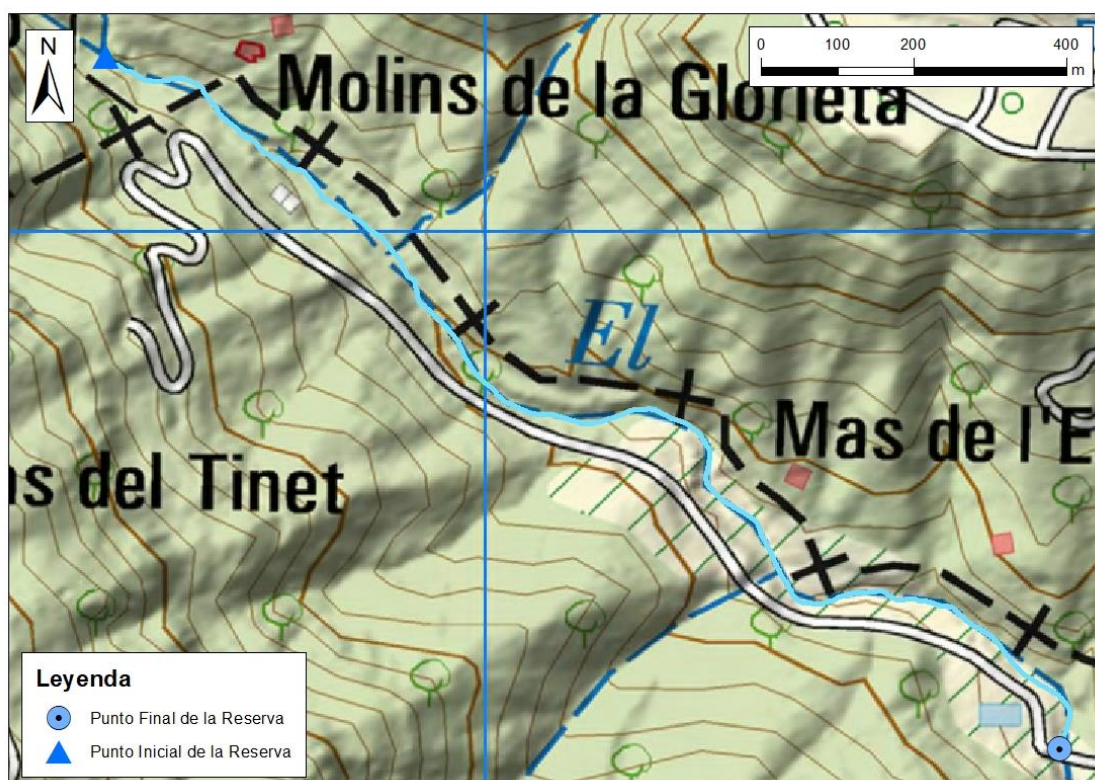 N
0 100 200 400
m
Molins de la Glorieta
El
Mas de l'E
as del Tinet
Leyenda
Punto Final de la Reserva
Punto Inicial de la Reserva